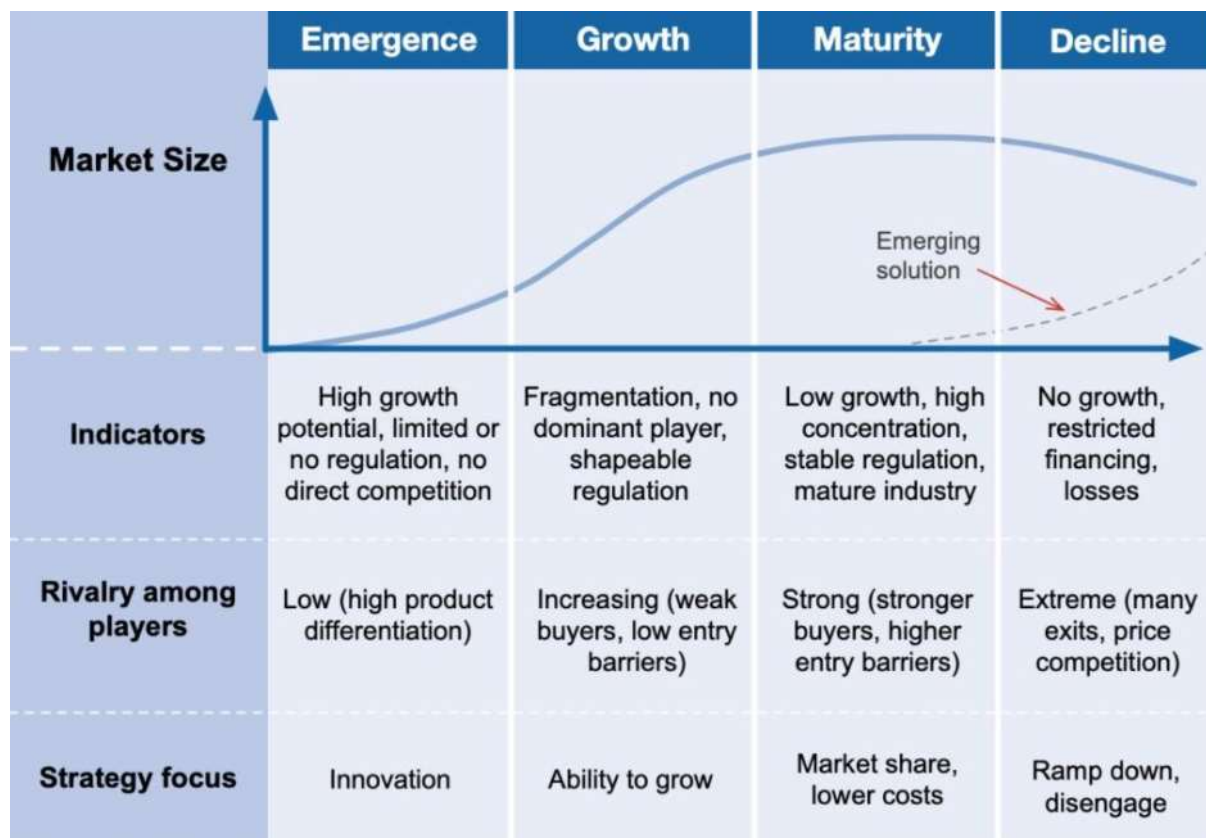 Emergence
Growth
Maturity
Decline
Market Size
Emerging
solution
Indicators
High growth
potential, limited or
no regulation, no
direct competition
Fragmentation, no
dominant player,
shapeable
regulation
Low growth, high
concentration,
stable regulation,
mature industry
No growth,
restricted
financing,
losses
Rivalry among
players
Low (high product
differentiation)
Increasing (weak
buyers, low entry
barriers)
Strong (stronger
buyers, higher
entry barriers)
Extreme (many
exits, price
competition)
Strategy focus
Innovation
Ability to grow
Market share,
lower costs
Ramp down,
disengage